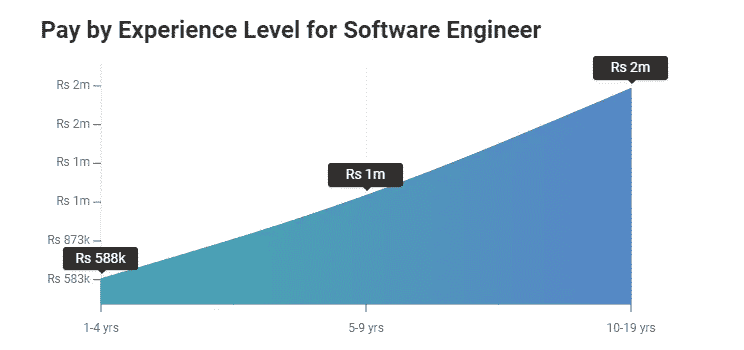 Pay by Experience Level for Software Engineer
Rs 2m
Rs 2m
Rs 2m
Rs 1m
Rs 1m
Rs 1m
Rs 873k
Rs 588k
Rs 583k
1-4 yrs
5-9 yrs
10-19 yrs